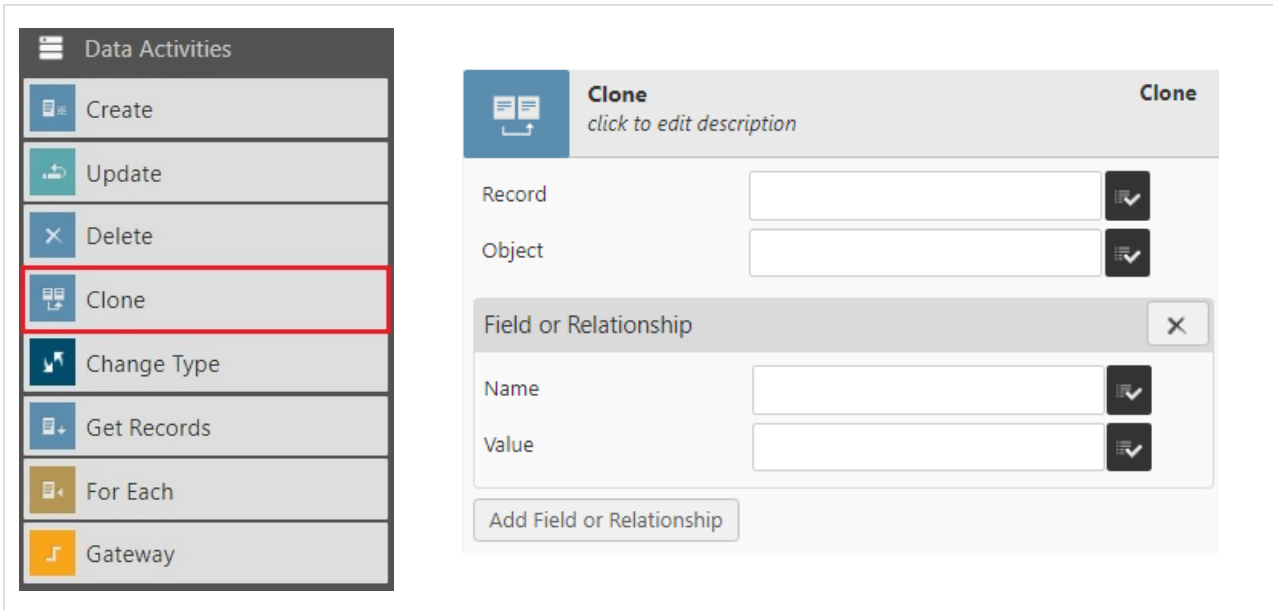 Data Activities
Create
Update
Delete
Clone
Change Type
Get Records
For Each
Gateway
Clone Clone
click to edit description
Record
Object
Field or Relationship
Name
Value
Add Field or Relationship